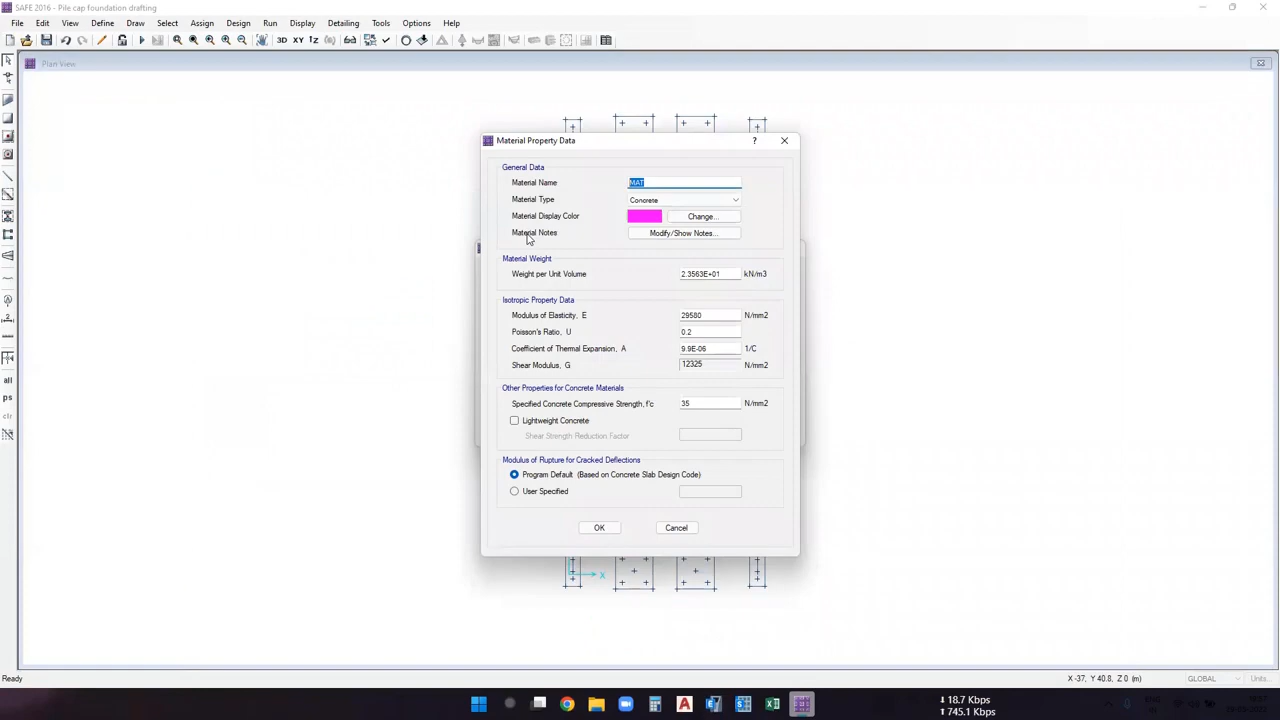 SAFE 2016 - Pile cap foundation drafting
File Edit View Define Draw Select Assign Design Run Display Detailing Tools Options Help
3D XY
Plan View
Material Property Data
?
General Data
Material Name MAT
Material Type Concrete
Material Display Color Change...
Material Notes Modify/Show Notes...
Material Weight
Weight per Unit Volume 2.3563E+01 kN/m3
Isotropic Property Data
Modulus of Elasticity, E 29580 N/mm2
Poisson's Ratio, U 0.2
Coefficient of Thermal Expansion, A 9.9E-06 1/C
Shear Modulus, G 12325 N/mm2
all
Other Properties for Concrete Materials
ps
Specified Concrete Compressive Strength, f'c 35 N/mm2
clr
Lightweight Concrete
Shear Strength Reduction Factor
Modulus of Rupture for Cracked Deflections
Program Default (Based on Concrete Slab Design Code)
User Specified
OK Cancel
X
Ready X -37, Y 40.8, Z 0 (m) GLOBAL Units...
↓ 18.7 Kbps
↑ 745.1 Kbps